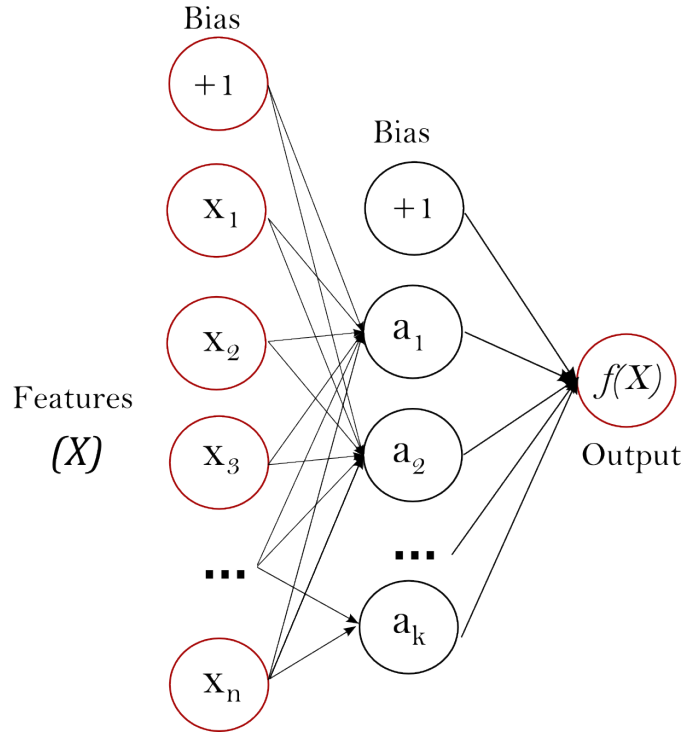 Bias
+1
x1
x2
x3
...
xn
Features
(X)
Bias
+1
a1
a2
...
ak
f(X)
Output